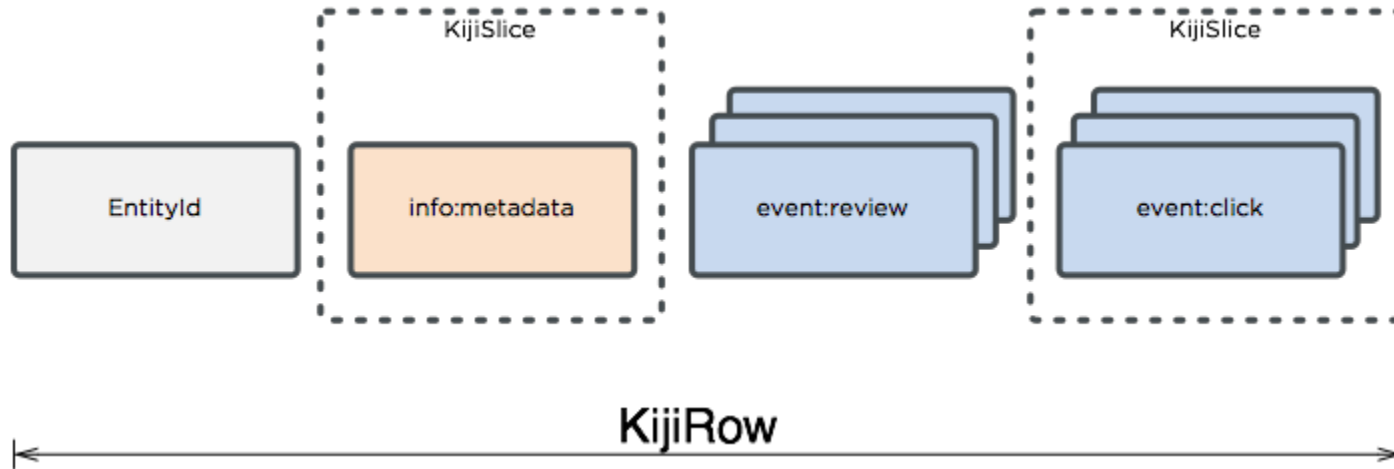 KijiSlice
KijiSlice
EntityId
info:metadata
event:review
event:click
KijiRow